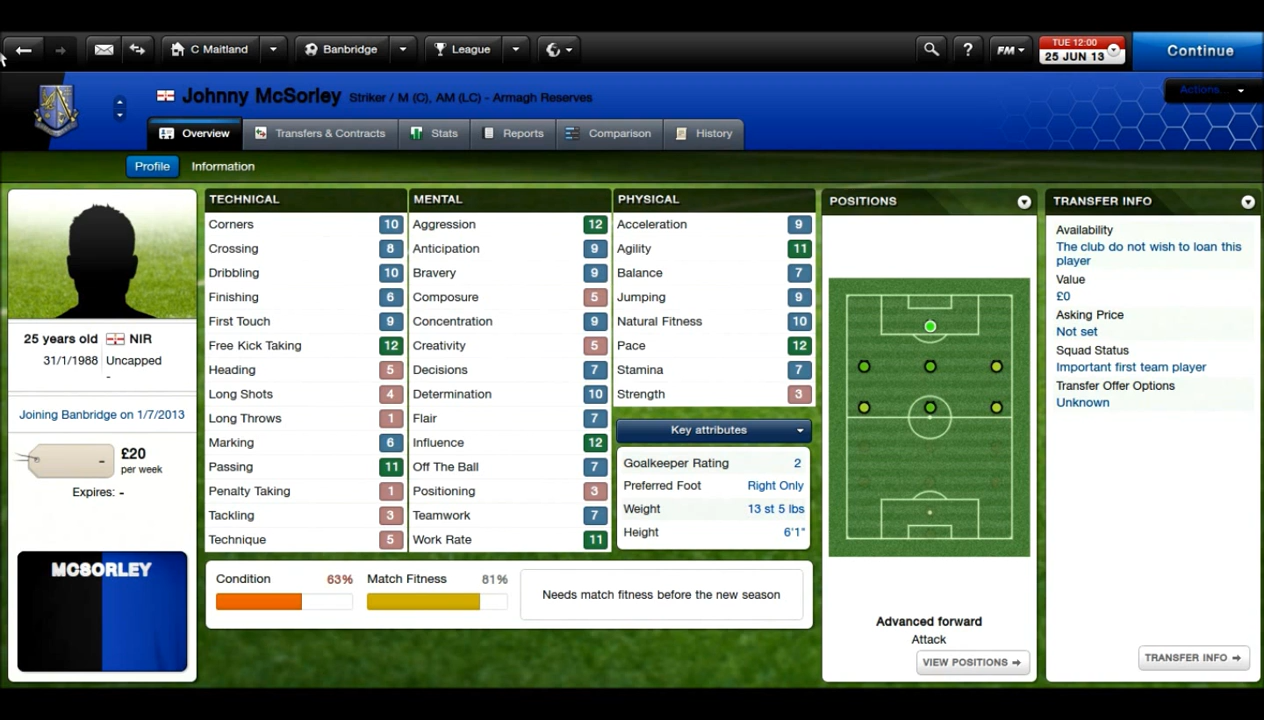 C Maitland
Banbridge
League
?
FM
TUE 12:00
25 JUN 13
Continue
Johnny McSorley Striker / M (C), AM (LC) - Armagh Reserves
Actions...
Overview
Transfers & Contracts
Stats
Reports
Comparison
History
Profile
Information
25 years old NIR
31/1/1988 Uncapped
-
Joining Banbridge on 1/7/2013
- £20
per week
Expires: -
MCSORLEY
TECHNICAL
Corners 10
Crossing 8
Dribbling 10
Finishing 6
First Touch 9
Free Kick Taking 12
Heading 5
Long Shots 4
Long Throws 1
Marking 6
Passing 11
Penalty Taking 1
Tackling 3
Technique 5
MENTAL
Aggression 12
Anticipation 9
Bravery 9
Composure 5
Concentration 9
Creativity 5
Decisions 7
Determination 10
Flair 7
Influence 12
Off The Ball 7
Positioning 3
Teamwork 7
Work Rate 11
PHYSICAL
Acceleration 9
Agility 11
Balance 7
Jumping 9
Natural Fitness 10
Pace 12
Stamina 7
Strength 3
Key attributes
Goalkeeper Rating 2
Preferred Foot Right Only
Weight 13 st 5 lbs
Height 6'1"
Condition 63%
Match Fitness 81%
Needs match fitness before the new season
POSITIONS
Advanced forward
Attack
VIEW POSITIONS
TRANSFER INFO
Availability
The club do not wish to loan this
player
Value
£0
Asking Price
Not set
Squad Status
Important first team player
Transfer Offer Options
Unknown
TRANSFER INFO